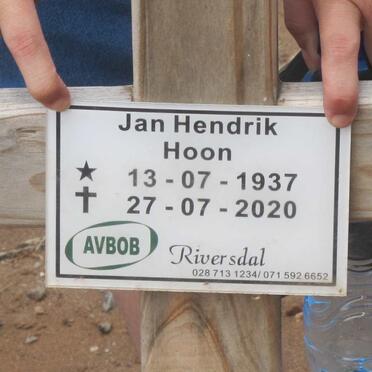 Jan Hendrik
Hoon
★ 13 - 07 - 1937
✝ 27 - 07 - 2020
AVBOB Riversdal
028 713 1234/ 071 592 6652